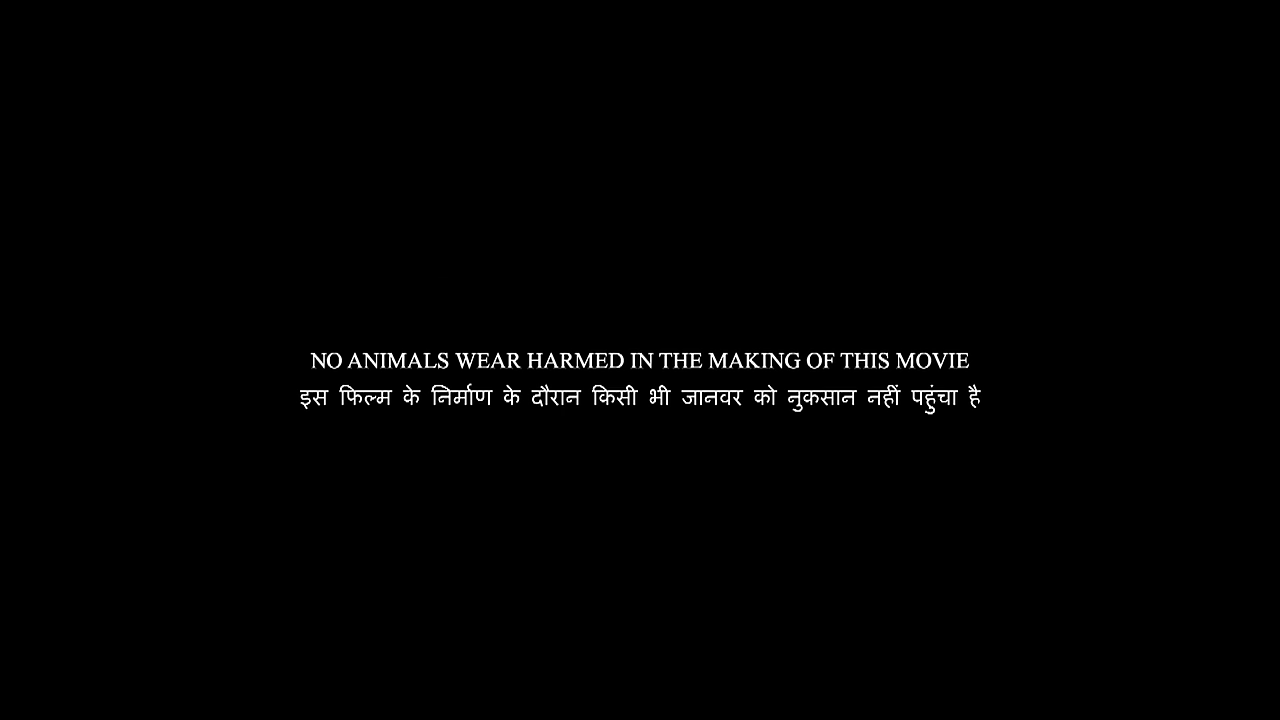 NO ANIMALS WEAR HARMED IN THE MAKING OF THIS MOVIE
इस फिल्म के निर्माण के दौरान किसी भी जानवर को नुकसान नहीं पहुंचा है